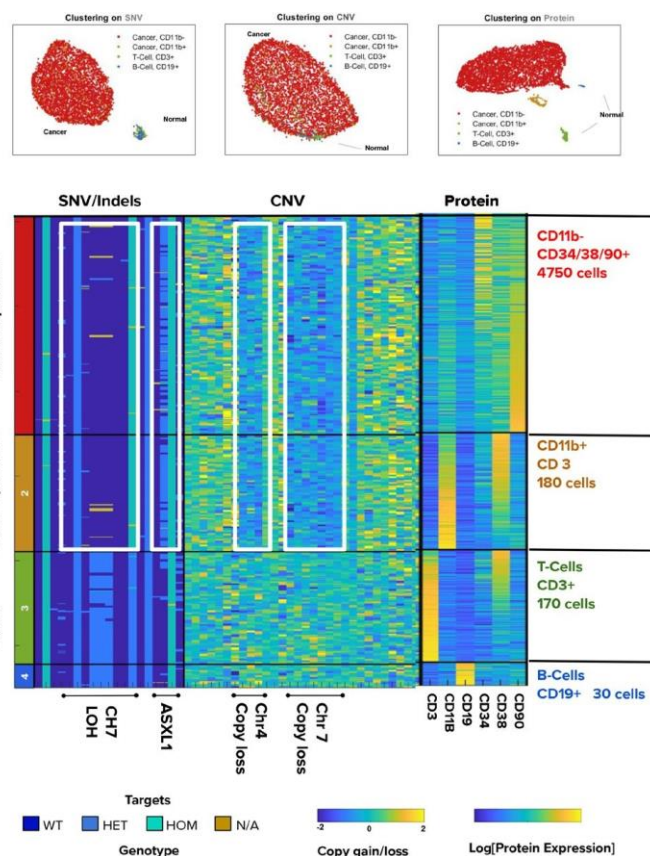 Clustering on SNV
Cancer, CD11b-
Cancer, CD11b+
T-Cell, CD3+
B-Cell, CD19+
Cancer
Normal
Clustering on CNV
Cancer
Cancer, CD11b-
Cancer, CD11b+
T-Cell, CD3+
B-Cell, CD19+
Normal
Clustering on Protein
Cancer, CD11b-
Cancer, CD11b+
T-Cell, CD3+
B-Cell, CD19+
Normal
SNV/Indels
CNV
Protein
CD11b-
CD34/38/90+
4750 cells
2
CD11b+
CD 3
180 cells
3
T-Cells
CD3+
170 cells
4
B-Cells
CD19+ 30 cells
CH7
LOH
ASXL1
Chr4
Copy loss
Chr 7
Copy loss
CD3
CD11B
CD19
CD34
CD38
CD90
Targets
WT
HET
HOM
N/A
Genotype
-2
0
2
Copy gain/loss
Log[Protein Expression]